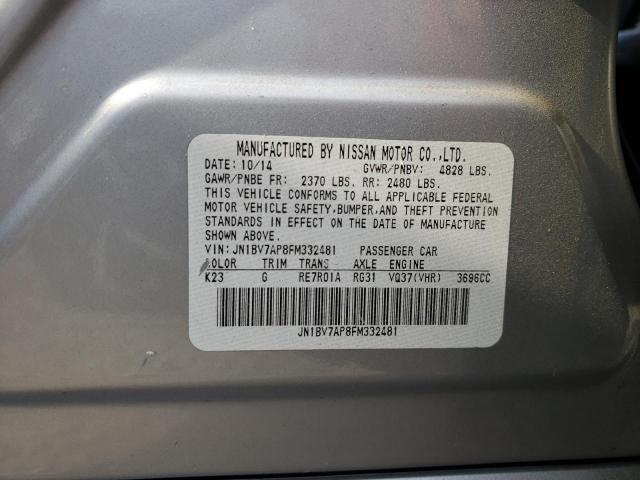 MANUFACTURED BY NISSAN MOTOR CO.,LTD.
DATE: 10/14 GVWR/PNBV: 4828 LBS.
GAWR/PNBE FR: 2370 LBS. RR: 2480 LBS.
THIS VEHICLE CONFORMS TO ALL APPLICABLE FEDERAL
MOTOR VEHICLE SAFETY, BUMPER, AND THEFT PREVENTION
STANDARDS IN EFFECT ON THE DATE OF MANUFACTURE
SHOWN ABOVE.
VIN: JN1BV7AP8FM332481 PASSENGER CAR
COLOR TRIM TRANS AXLE ENGINE
K23 G RE7R01A RG31 VQ37(VHR) 3696CC
JN1BV7AP8FM332481